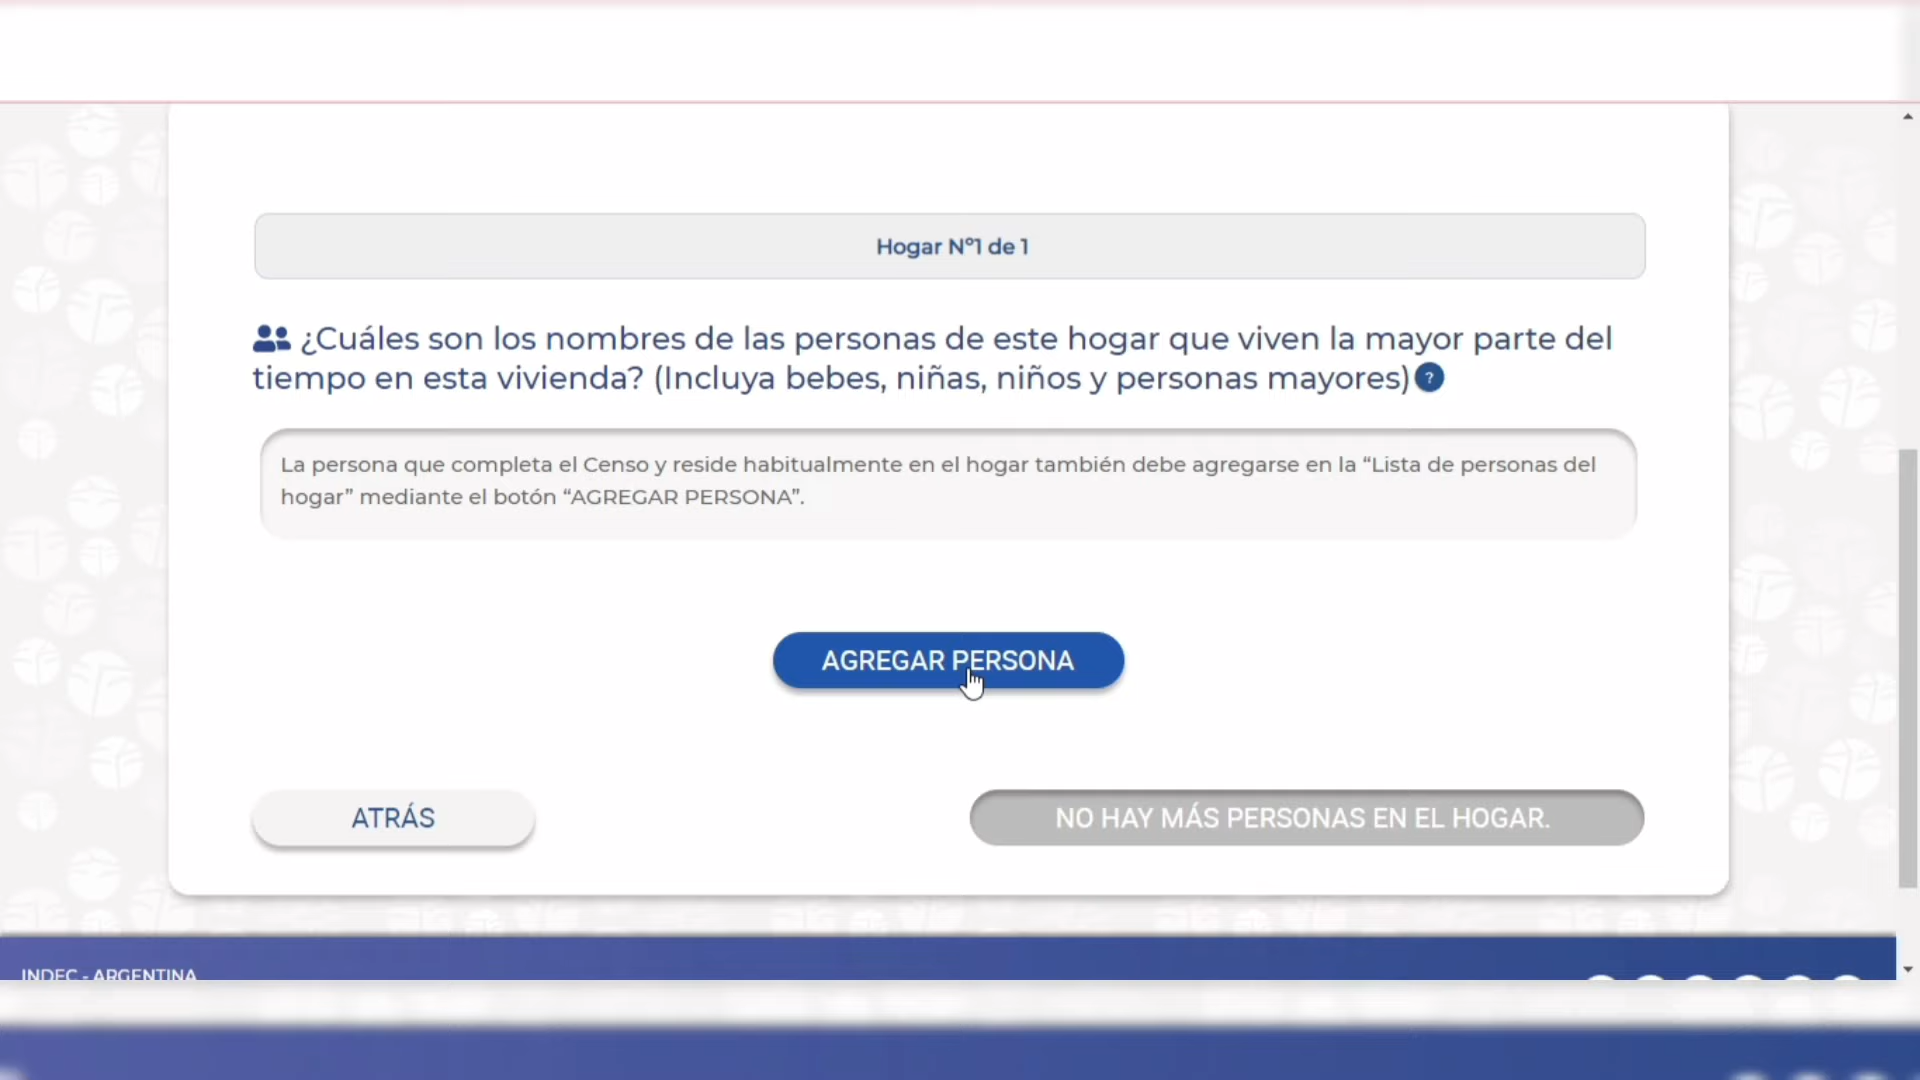 Hogar N°1 de 1
¿Cuáles son los nombres de las personas de este hogar que viven la mayor parte del
tiempo en esta vivienda? (Incluya bebes, niñas, niños y personas mayores) ?
La persona que completa el Censo y reside habitualmente en el hogar también debe agregarse en la “Lista de personas del
hogar” mediante el botón “AGREGAR PERSONA”.
AGREGAR PERSONA
ATRÁS
NO HAY MÁS PERSONAS EN EL HOGAR.
INDEC - ARGENTINA